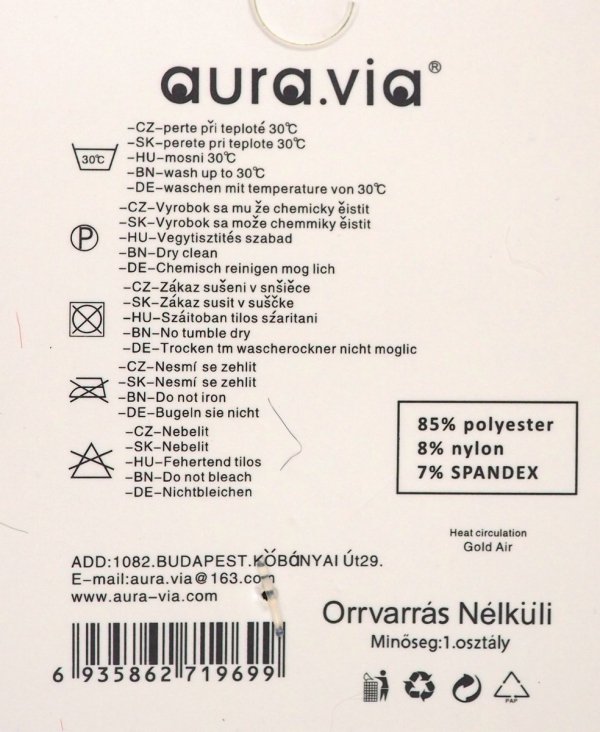 aura.via®
30℃
-CZ-perte při teploté 30℃
-SK-perete pri teplote 30℃
-HU-mosni 30℃
-BN-wash up to 30℃
-DE-waschen mit temperature von 30℃
P
-CZ-Vyrobok sa mu že chemicky ěistit
-SK-Vyrobok sa može chemmiky ěistit
-HU-Vegytisztités szabad
-BN-Dry clean
-DE-Chemisch reinigen mog lich
-CZ-Zákaz sušeni v snšièce
-SK-Zákaz susit v suščke
-HU-Száitoban tilos szaritani
-BN-No tumble dry
-DE-Trocken tm wascherockner nicht moglic
-CZ-Nesmí se zehlit
-SK-Nesmí se zehlit
-BN-Do not iron
-DE-Bugeln sie nicht
-CZ-Nebelit
-SK-Nebelit
-HU-Fehertend tilos
-BN-Do not bleach
-DE-Nichtbleichen
85% polyester
8% nylon
7% SPANDEX
Heat circulation
Gold Air
ADD:1082.BUDAPEST.KŐBÁNYAI Út29.
E-mail:aura.via@163.com
www.aura-via.com
6 935862 719699
Orrvarrás Nélküli
Minőseg:1.osztály
PAP